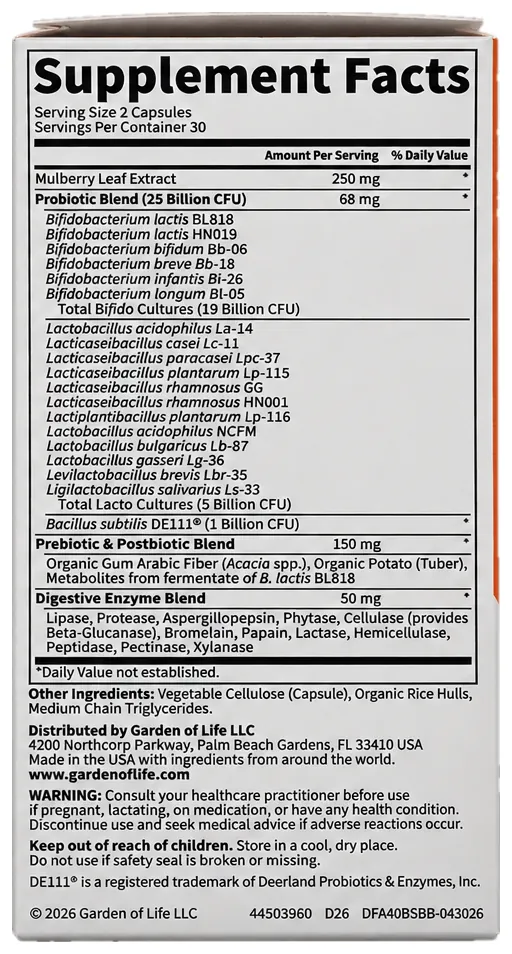 Supplement Facts
Serving Size 2 Capsules
Servings Per Container 30
Amount Per Serving % Daily Value
Mulberry Leaf Extract 250 mg *
Probiotic Blend (25 Billion CFU) 68 mg *
Bifidobacterium lactis BL818
Bifidobacterium lactis HN019
Bifidobacterium bifidum Bb-06
Bifidobacterium breve Bb-18
Bifidobacterium infantis Bi-26
Bifidobacterium longum Bl-05
Total Bifido Cultures (19 Billion CFU)
Lactobacillus acidophilus La-14
Lacticaseibacillus casei Lc-11
Lacticaseibacillus paracasei Lpc-37
Lacticaseibacillus plantarum Lp-115
Lacticaseibacillus rhamnosus GG
Lacticaseibacillus rhamnosus HN001
Lactiplantibacillus plantarum Lp-116
Lactobacillus acidophilus NCFM
Lactobacillus bulgaricus Lb-87
Lactobacillus gasseri Lg-36
Levilactobacillus brevis Lbr-35
Ligilactobacillus salivarius Ls-33
Total Lacto Cultures (5 Billion CFU)
Bacillus subtilis DE111® (1 Billion CFU) *
Prebiotic & Postbiotic Blend 150 mg *
Organic Gum Arabic Fiber (Acacia spp.), Organic Potato (Tuber),
Metabolites from fermentate of B. lactis BL818
Digestive Enzyme Blend 50 mg *
Lipase, Protease, Aspergillopepsin, Phytase, Cellulase (provides
Beta-Glucanase), Bromelain, Papain, Lactase, Hemicellulase,
Peptidase, Pectinase, Xylanase
*Daily Value not established.
Other Ingredients: Vegetable Cellulose (Capsule), Organic Rice Hulls,
Medium Chain Triglycerides.
Distributed by Garden of Life LLC
4200 Northcorp Parkway, Palm Beach Gardens, FL 33410 USA
Made in the USA with ingredients from around the world.
www.gardenoflife.com
WARNING: Consult your healthcare practitioner before use
if pregnant, lactating, on medication, or have any health condition.
Discontinue use and seek medical advice if adverse reactions occur.
Keep out of reach of children. Store in a cool, dry place.
Do not use if safety seal is broken or missing.
DE111® is a registered trademark of Deerland Probiotics & Enzymes, Inc.
© 2026 Garden of Life LLC 44503960 D26 DFA40BSBB-043026